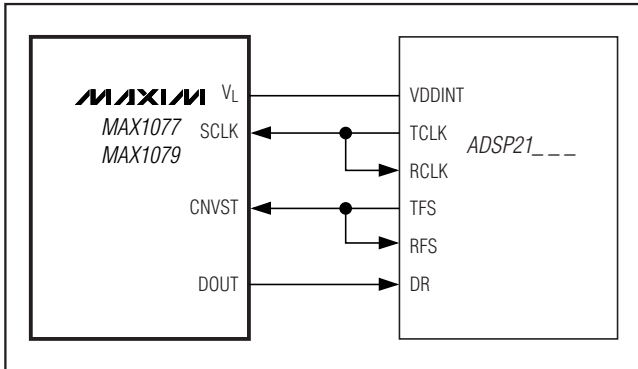 MAXIM
MAX1077
MAX1079
VL
SCLK
CNVST
DOUT
VDDINT
TCLK
RCLK
TFS
RFS
DR
ADSP21_ _ _